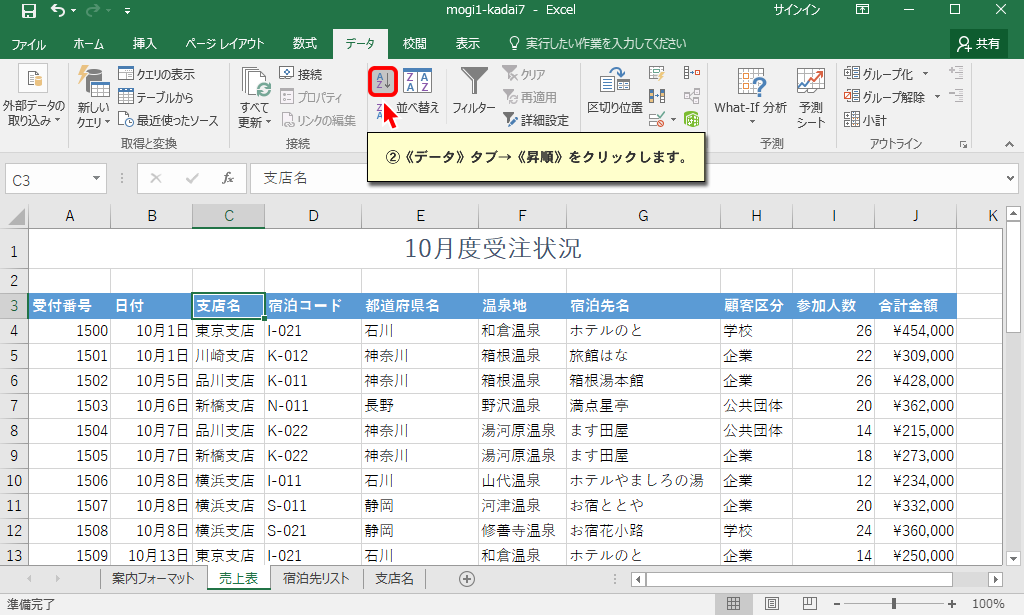 mogi1-kadai7 - Excel
サインイン
ファイル ホーム 挿入 ページ レイアウト 数式 データ 校閲 表示 実行したい作業を入力してください 共有
外部データの
取り込み
新しい
クエリ
クエリの表示
テーブルから
最近使ったソース
取得と変換
すべて
更新
接続
プロパティ
リンクの編集
接続
並べ替え
フィルター
クリア
再適用
詳細設定
区切り位置
What-If 分析
予測
シート
予測
グループ化
グループ解除
小計
アウトライン
②《データ》タブ→《昇順》をクリックします。
C3 fx 支店名
A B C D E F G H I J K
1 10月度受注状況
2
3 受付番号 日付 支店名 宿泊コード 都道府県名 温泉地 宿泊先名 顧客区分 参加人数 合計金額
4 1500 10月1日 東京支店 I-021 石川 和倉温泉 ホテルのと 学校 26 ¥454,000
5 1501 10月1日 川崎支店 K-012 神奈川 箱根温泉 旅館はな 企業 22 ¥309,000
6 1502 10月5日 品川支店 K-011 神奈川 箱根温泉 箱根湯本館 企業 26 ¥428,000
7 1503 10月6日 新橋支店 N-011 長野 野沢温泉 満点星亭 公共団体 20 ¥362,000
8 1504 10月7日 品川支店 K-022 神奈川 湯河原温泉 ます田屋 公共団体 14 ¥215,000
9 1505 10月7日 新橋支店 K-022 神奈川 湯河原温泉 ます田屋 企業 18 ¥273,000
10 1506 10月8日 横浜支店 I-011 石川 山代温泉 ホテルやましろの湯 企業 12 ¥234,000
11 1507 10月8日 横浜支店 S-011 静岡 河津温泉 お宿ととや 企業 20 ¥332,000
12 1508 10月8日 横浜支店 S-021 静岡 修善寺温泉 お宿花小路 学校 24 ¥360,000
13 1509 10月13日 東京支店 I-021 石川 和倉温泉 ホテルのと 企業 14 ¥250,000
案内フォーマット 売上表 宿泊先リスト 支店名
準備完了 100%